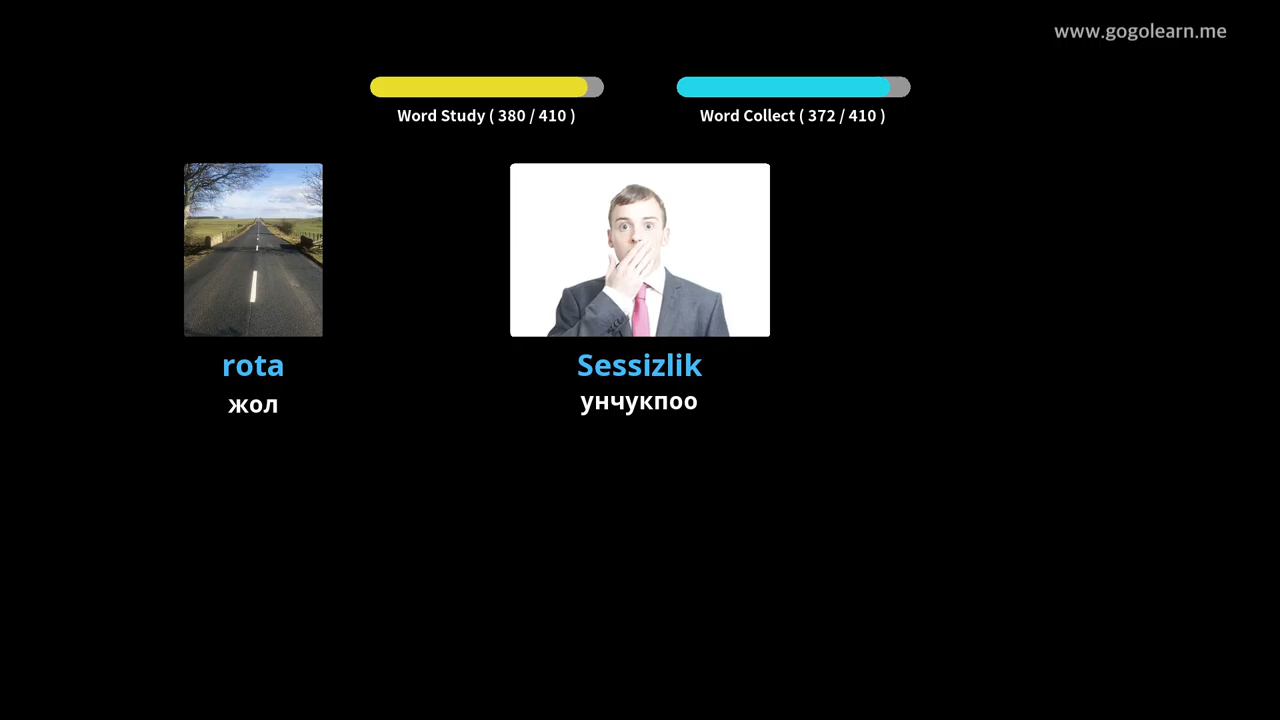 www.gogolearn.me
Word Study ( 380 / 410 )
Word Collect ( 372 / 410 )
rota
жол
Sessizlik
унчукпоо